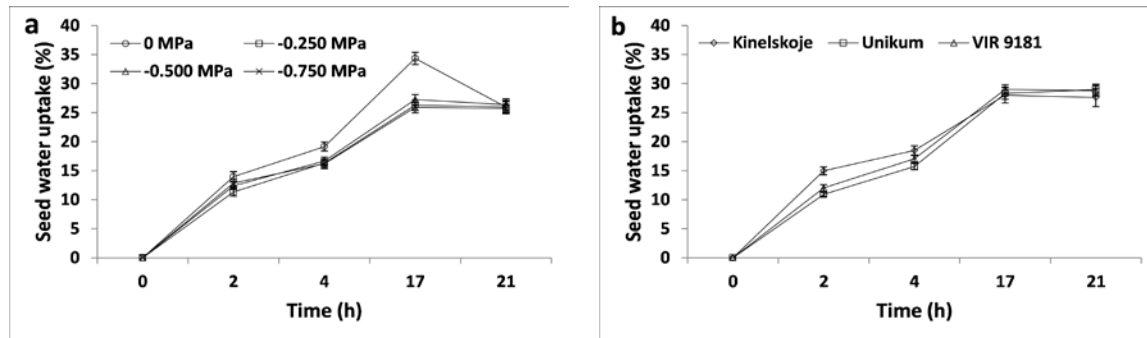 a
0 MPa
-0.250 MPa
-0.500 MPa
-0.750 MPa
Seed water uptake (%)
40
35
30
25
20
15
10
5
0
0 2 4 17 21
Time (h)
b
Kinelskoje Unikum VIR 9181
Seed water uptake (%)
40
35
30
25
20
15
10
5
0
0 2 4 17 21
Time (h)